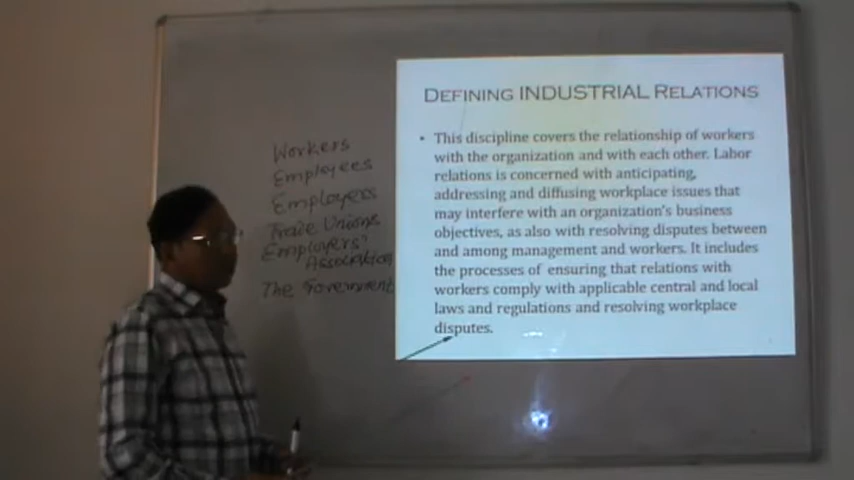 Workers
Employees
Employers
Trade Unions
Employers'
Association
The Government
DEFINING INDUSTRIAL RELATIONS
• This discipline covers the relationship of workers
with the organization and with each other. Labor
relations is concerned with anticipating,
addressing and diffusing workplace issues that
may interfere with an organization's business
objectives, as also with resolving disputes between
and among management and workers. It includes
the processes of ensuring that relations with
workers comply with applicable central and local
laws and regulations and resolving workplace
disputes.